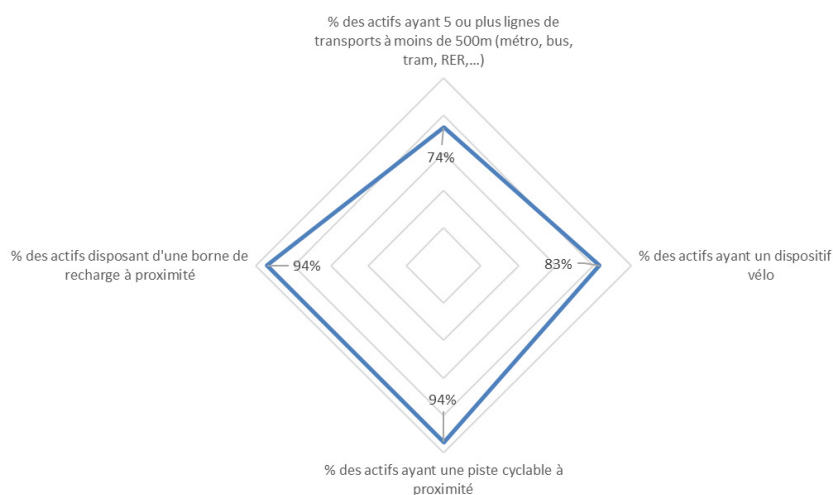 % des actifs ayant 5 ou plus lignes de
transports à moins de 500m (métro, bus,
tram, RER,...)
74%
% des actifs disposant d'une borne de
recharge à proximité
94%
83%
% des actifs ayant un dispositif
vélo
94%
% des actifs ayant une piste cyclable à
proximité